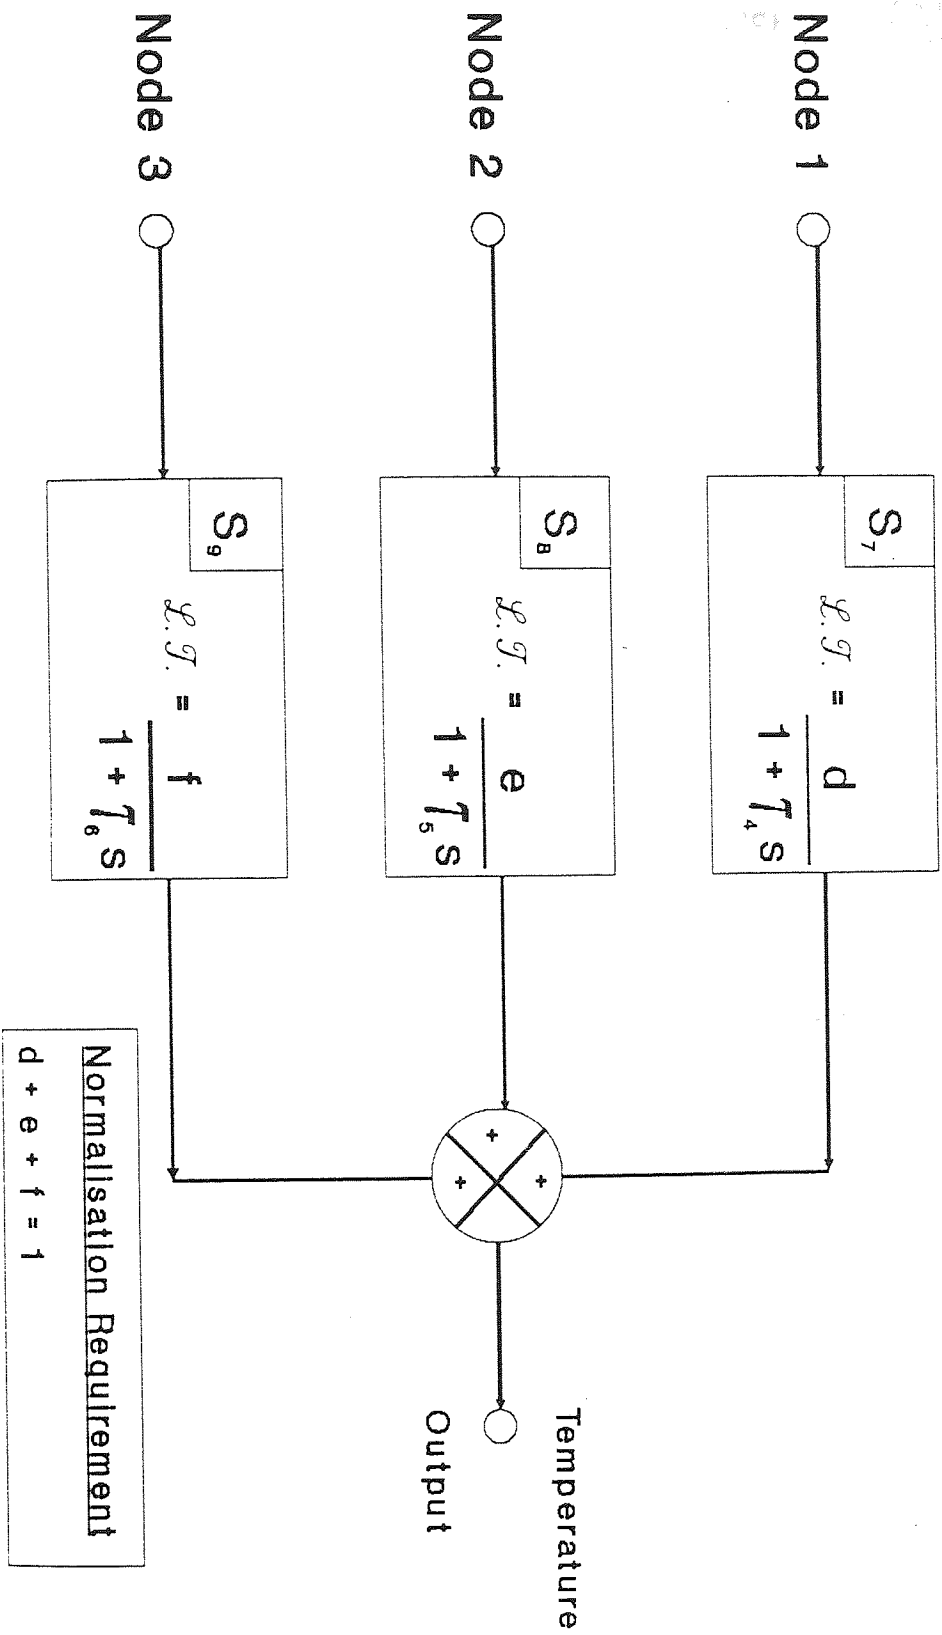 Node 1
S₇
ℒ.𝒯. = d / 1 + 𝒯₄ s
Node 2
S₈
ℒ.𝒯. = e / 1 + 𝒯₅ s
Node 3
S₉
ℒ.𝒯. = f / 1 + 𝒯₆ s
+
+
+
Temperature
Output
Normalisation Requirement
d + e + f = 1